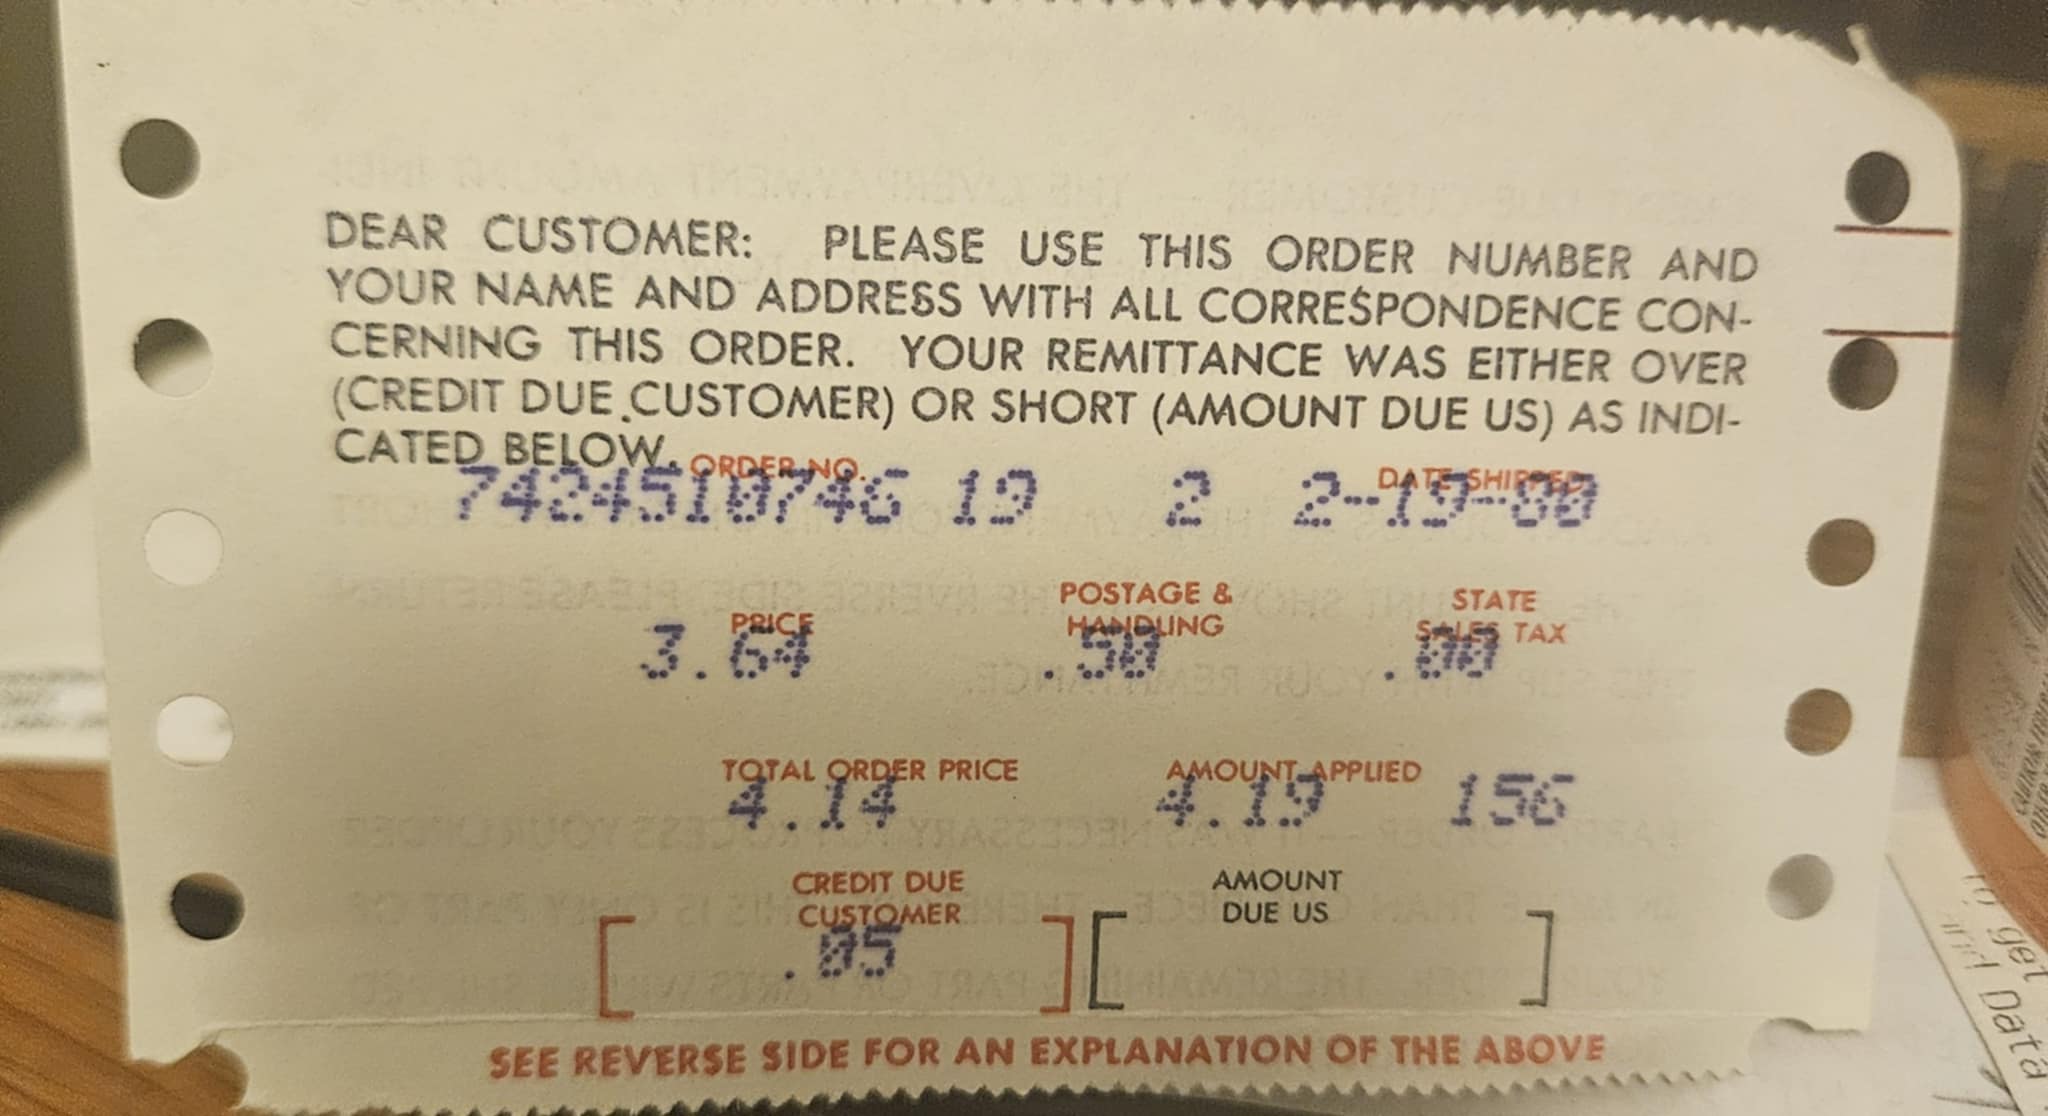 DEAR CUSTOMER: PLEASE USE THIS ORDER NUMBER AND
YOUR NAME AND ADDRESS WITH ALL CORRESPONDENCE CON-
CERNING THIS ORDER. YOUR REMITTANCE WAS EITHER OVER
(CREDIT DUE CUSTOMER) OR SHORT (AMOUNT DUE US) AS INDI-
CATED BELOW.
ORDER NO. DATE SHIPPED
7424510746 19 2 2-19-80
PRICE POSTAGE & HANDLING STATE SALES TAX
3.64 .50 .00
TOTAL ORDER PRICE AMOUNT APPLIED
4.14 4.19 156
CREDIT DUE CUSTOMER AMOUNT DUE US
.05
SEE REVERSE SIDE FOR AN EXPLANATION OF THE ABOVE
to get
and Data